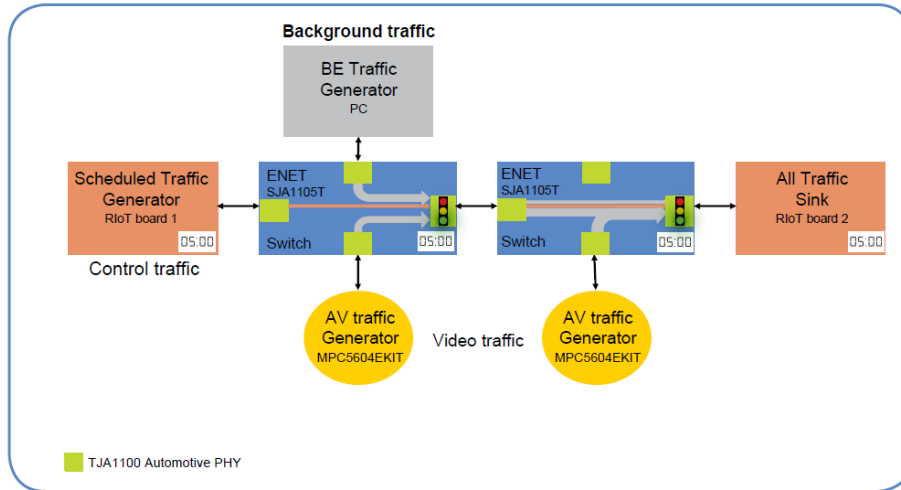 Background traffic
BE Traffic
Generator
PC
Scheduled Traffic
Generator
RIoT board 1
05:00
Control traffic
ENET
SJA1105T
Switch
05:00
ENET
SJA1105T
Switch
05:00
All Traffic
Sink
RIoT board 2
05:00
AV traffic
Generator
MPC5604EKIT
Video traffic
AV traffic
Generator
MPC5604EKIT
TJA1100 Automotive PHY